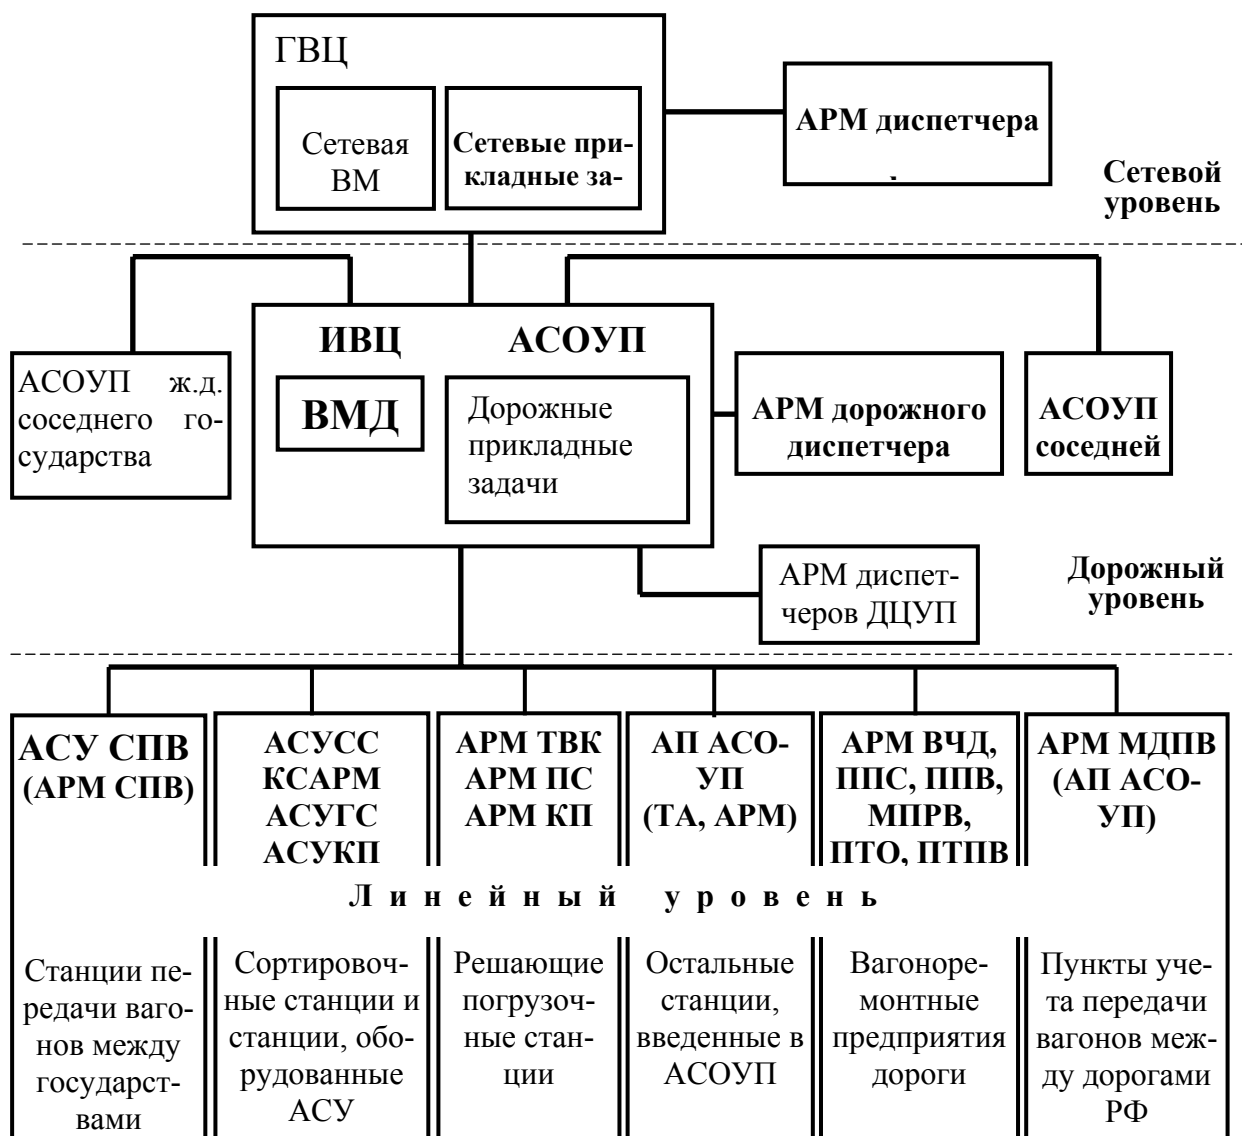 ГВЦ
Сетевая
ВМ
Сетевые при-
кладные за-
АРМ диспетчера
Сетевой
уровень
ИВЦ
АСОУП
ВМД
Дорожные
прикладные
задачи
АСОУП ж.д.
соседнего го-
сударства
АРМ дорожного
диспетчера
АСОУП
соседней
АРМ диспет-
черов ДЦУП
Дорожный
уровень
АСУ СПВ
(АРМ СПВ)
АСУСС
КСАРМ
АСУГС
АСУКП
АРМ ТВК
АРМ ПС
АРМ КП
АП АСО-
УП
(ТА, АРМ)
АРМ ВЧД,
ППС, ППВ,
МПРВ,
ПТО, ПТПВ
АРМ МДПВ
(АП АСО-
УП)
Линейный уровень
Станции пе-
редачи ваго-
нов между
государст-
вами
Сортировоч-
ные станции и
станции, обо-
рудованные
АСУ
Решающие
погрузоч-
ные стан-
ции
Остальные
станции,
введенные в
АСОУП
Вагоноре-
монтные
предприятия
дороги
Пункты уче-
та передачи
вагонов меж-
ду дорогами
РФ